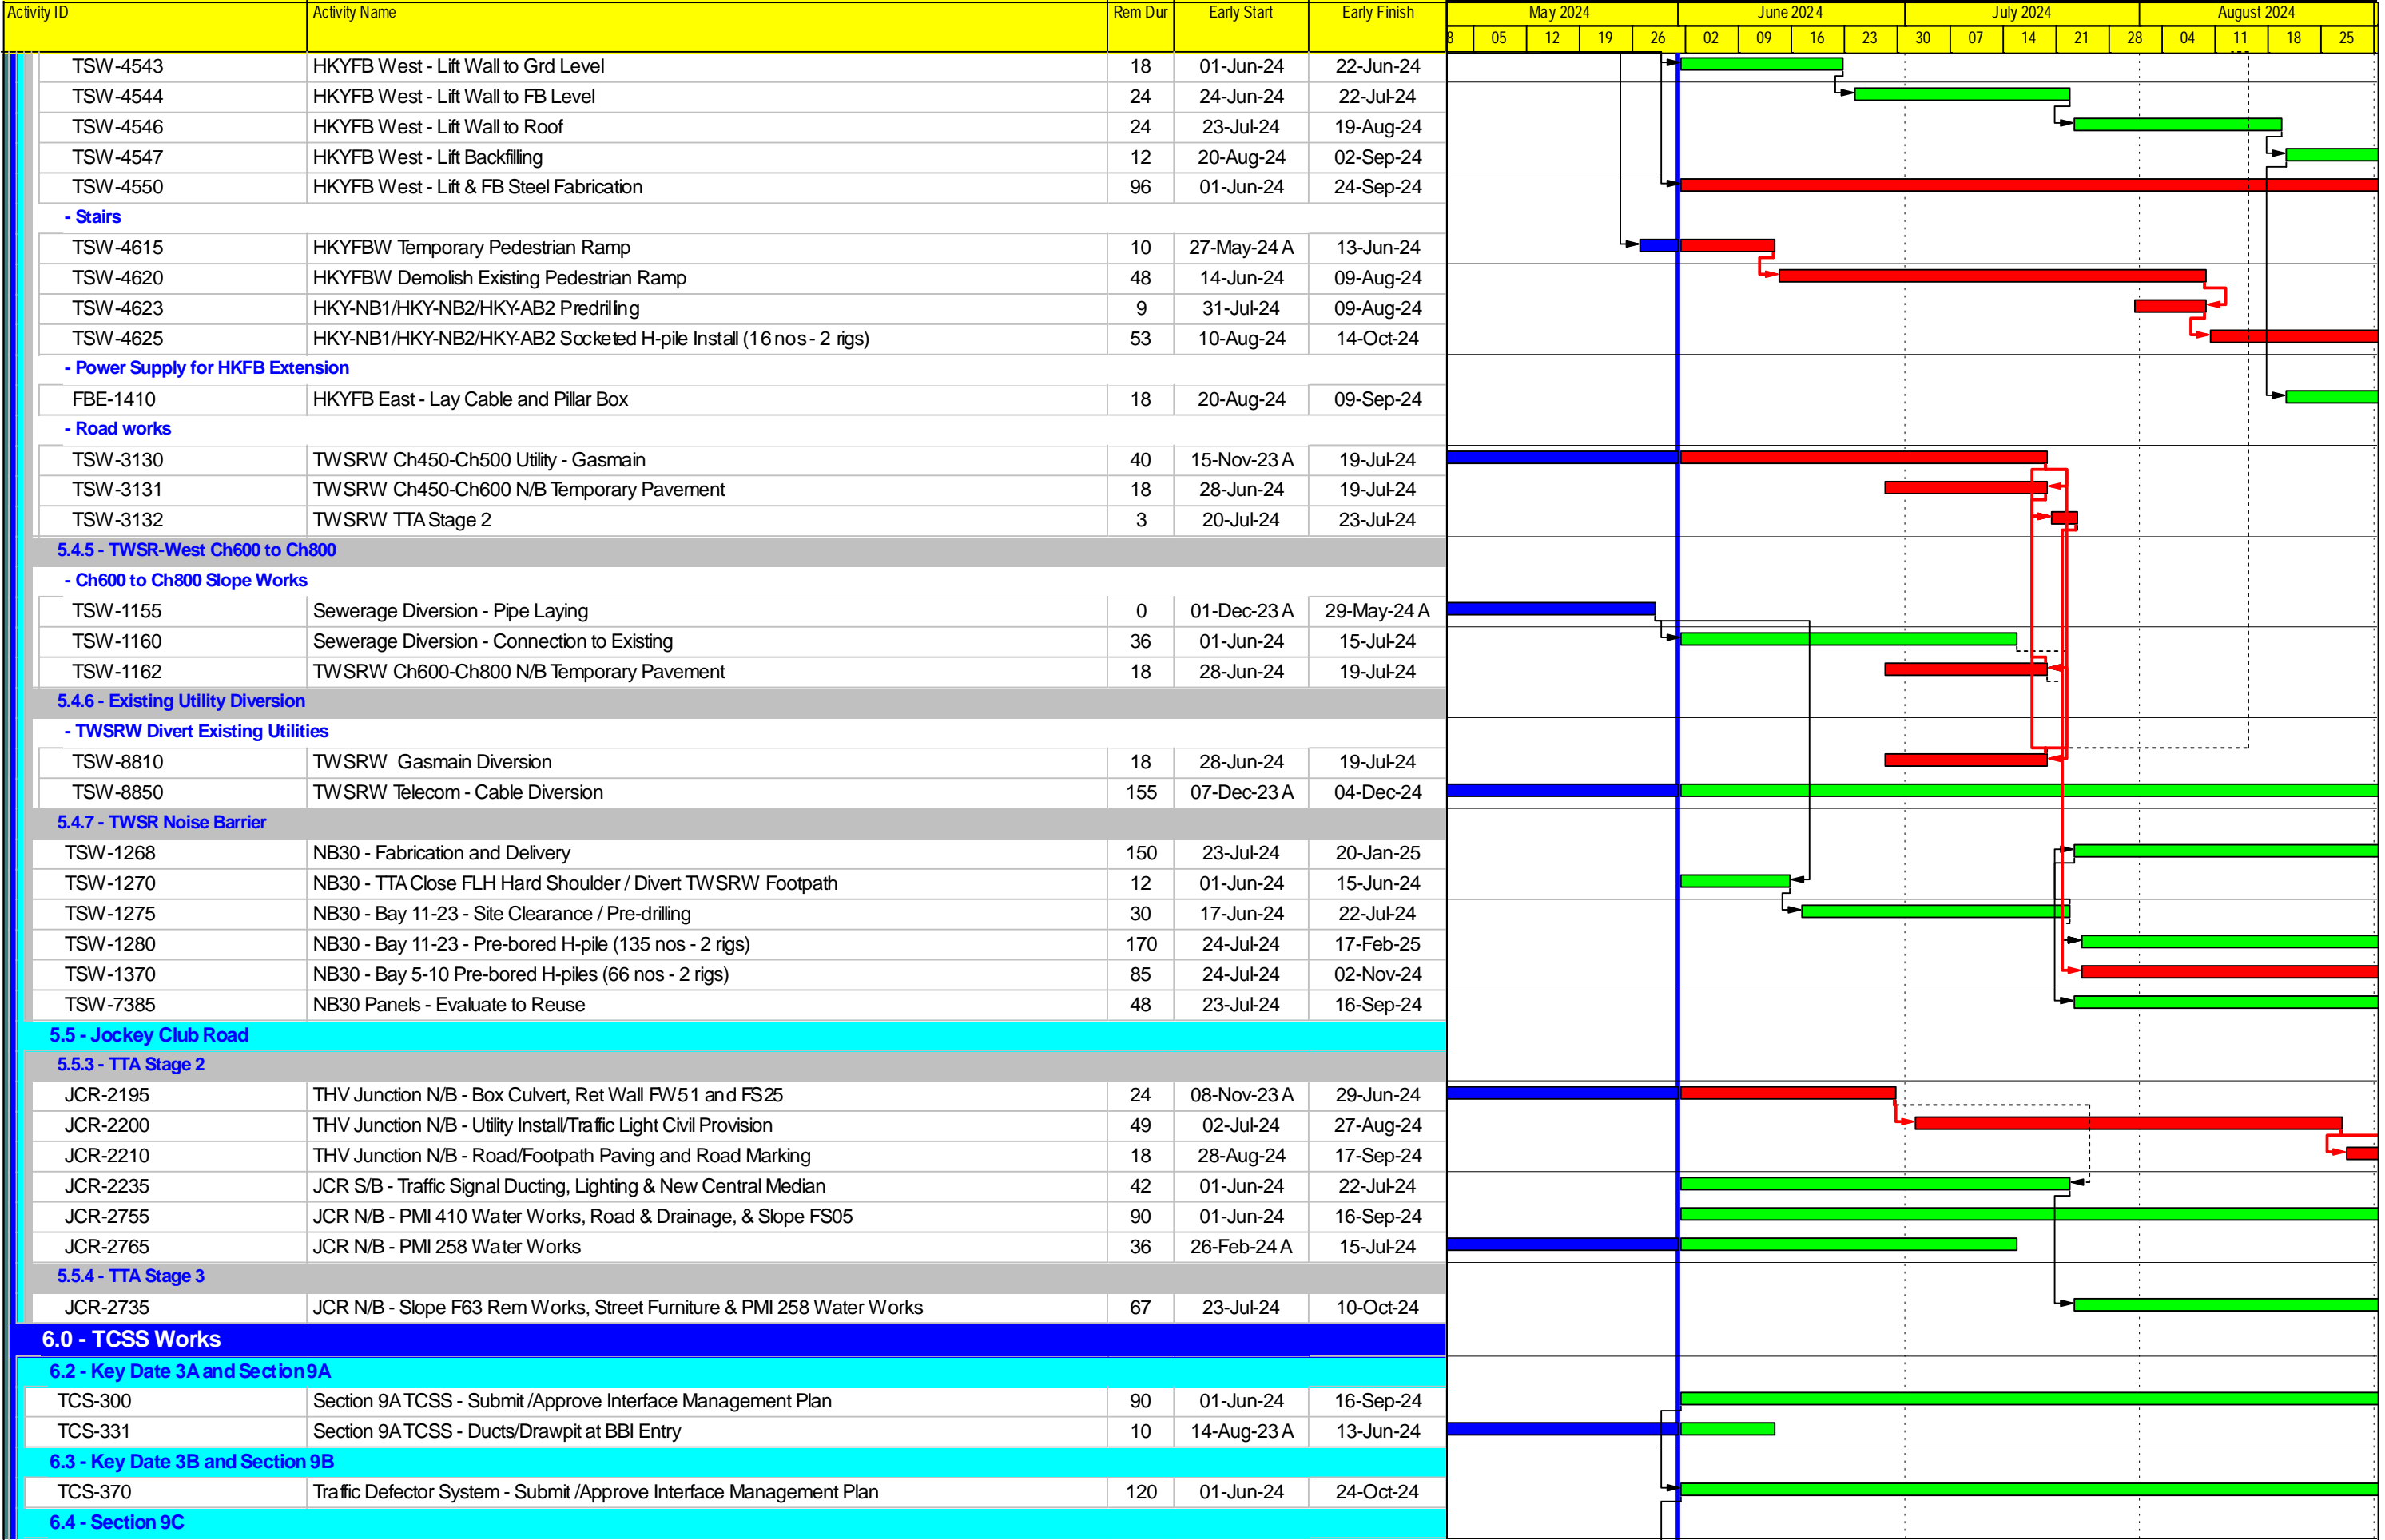 Activity ID Activity Name Rem Dur Early Start Early Finish May 2024 June 2024 July 2024 August 2024
8 05 12 19 26 02 09 16 23 30 07 14 21 28 04 11 18 25
TSW-4543 HKYFB West - Lift Wall to Grd Level 18 01-Jun-24 22-Jun-24
TSW-4544 HKYFB West - Lift Wall to FB Level 24 24-Jun-24 22-Jul-24
TSW-4546 HKYFB West - Lift Wall to Roof 24 23-Jul-24 19-Aug-24
TSW-4547 HKYFB West - Lift Backfilling 12 20-Aug-24 02-Sep-24
TSW-4550 HKYFB West - Lift & FB Steel Fabrication 96 01-Jun-24 24-Sep-24
- Stairs
TSW-4615 HKYFBW Temporary Pedestrian Ramp 10 27-May-24 A 13-Jun-24
TSW-4620 HKYFBW Demolish Existing Pedestrian Ramp 48 14-Jun-24 09-Aug-24
TSW-4623 HKY-NB1/HKY-NB2/HKY-AB2 Predrilling 9 31-Jul-24 09-Aug-24
TSW-4625 HKY-NB1/HKY-NB2/HKY-AB2 Socketed H-pile Install (16 nos - 2 rigs) 53 10-Aug-24 14-Oct-24
- Power Supply for HKFB Extension
FBE-1410 HKYFB East - Lay Cable and Pillar Box 18 20-Aug-24 09-Sep-24
- Road works
TSW-3130 TWSRW Ch450-Ch500 Utility - Gasmain 40 15-Nov-23 A 19-Jul-24
TSW-3131 TWSRW Ch450-Ch600 N/B Temporary Pavement 18 28-Jun-24 19-Jul-24
TSW-3132 TWSRW TTA Stage 2 3 20-Jul-24 23-Jul-24
5.4.5 - TWSR-West Ch600 to Ch800
- Ch600 to Ch800 Slope Works
TSW-1155 Sewerage Diversion - Pipe Laying 0 01-Dec-23 A 29-May-24 A
TSW-1160 Sewerage Diversion - Connection to Existing 36 01-Jun-24 15-Jul-24
TSW-1162 TWSRW Ch600-Ch800 N/B Temporary Pavement 18 28-Jun-24 19-Jul-24
5.4.6 - Existing Utility Diversion
- TWSRW Divert Existing Utilities
TSW-8810 TWSRW Gasmain Diversion 18 28-Jun-24 19-Jul-24
TSW-8850 TWSRW Telecom - Cable Diversion 155 07-Dec-23 A 04-Dec-24
5.4.7 - TWSR Noise Barrier
TSW-1268 NB30 - Fabrication and Delivery 150 23-Jul-24 20-Jan-25
TSW-1270 NB30 - TTA Close FLH Hard Shoulder / Divert TWSRW Footpath 12 01-Jun-24 15-Jun-24
TSW-1275 NB30 - Bay 11-23 - Site Clearance / Pre-drilling 30 17-Jun-24 22-Jul-24
TSW-1280 NB30 - Bay 11-23 - Pre-bored H-pile (135 nos - 2 rigs) 170 24-Jul-24 17-Feb-25
TSW-1370 NB30 - Bay 5-10 Pre-bored H-piles (66 nos - 2 rigs) 85 24-Jul-24 02-Nov-24
TSW-7385 NB30 Panels - Evaluate to Reuse 48 23-Jul-24 16-Sep-24
5.5 - Jockey Club Road
5.5.3 - TTA Stage 2
JCR-2195 THV Junction N/B - Box Culvert, Ret Wall FW51 and FS25 24 08-Nov-23 A 29-Jun-24
JCR-2200 THV Junction N/B - Utility Install/Traffic Light Civil Provision 49 02-Jul-24 27-Aug-24
JCR-2210 THV Junction N/B - Road/Footpath Paving and Road Marking 18 28-Aug-24 17-Sep-24
JCR-2235 JCR S/B - Traffic Signal Ducting, Lighting & New Central Median 42 01-Jun-24 22-Jul-24
JCR-2755 JCR N/B - PMI 410 Water Works, Road & Drainage, & Slope FS05 90 01-Jun-24 16-Sep-24
JCR-2765 JCR N/B - PMI 258 Water Works 36 26-Feb-24 A 15-Jul-24
5.5.4 - TTA Stage 3
JCR-2735 JCR N/B - Slope F63 Rem Works, Street Furniture & PMI 258 Water Works 67 23-Jul-24 10-Oct-24
6.0 - TCSS Works
6.2 - Key Date 3A and Section 9A
TCS-300 Section 9A TCSS - Submit /Approve Interface Management Plan 90 01-Jun-24 16-Sep-24
TCS-331 Section 9A TCSS - Ducts/Drawpit at BBI Entry 10 14-Aug-23 A 13-Jun-24
6.3 - Key Date 3B and Section 9B
TCS-370 Traffic Defector System - Submit /Approve Interface Management Plan 120 01-Jun-24 24-Oct-24
6.4 - Section 9C